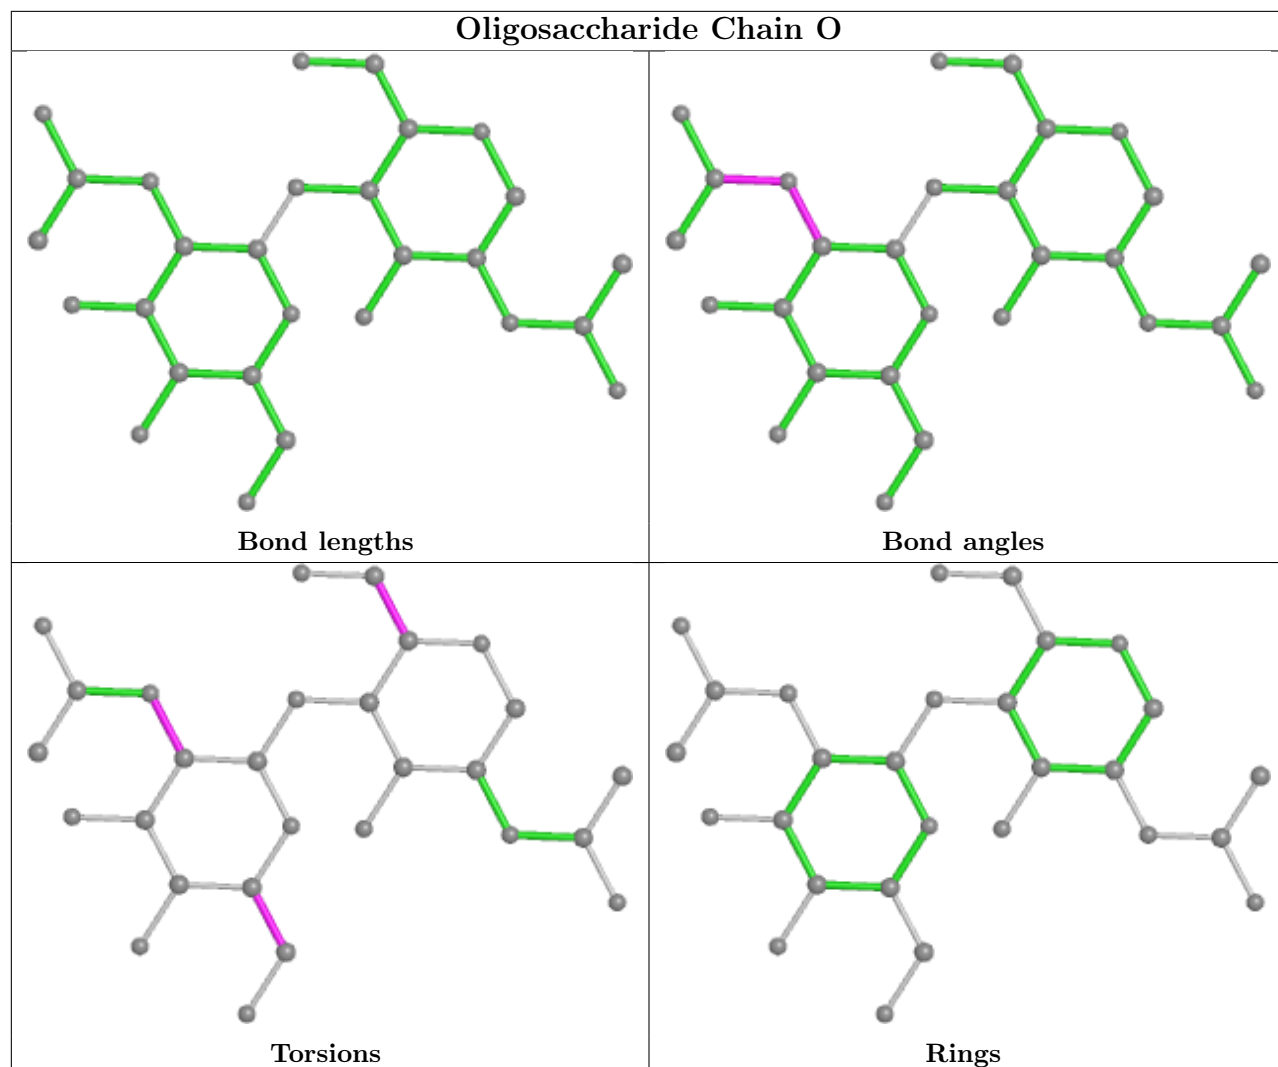 Oligosaccharide Chain O
Bond lengths
Bond angles
Torsions
Rings